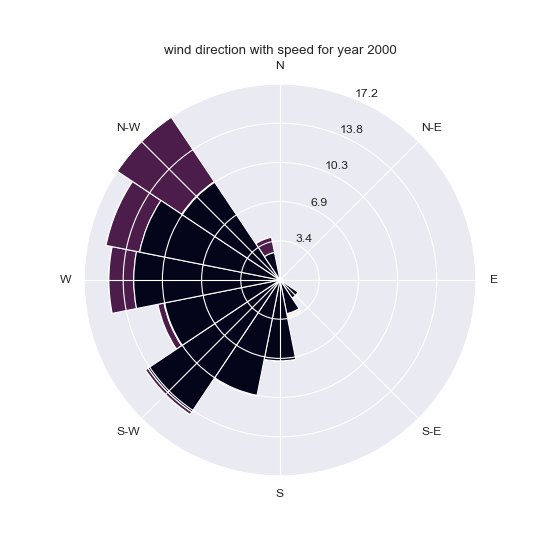 wind direction with speed for year 2000
N
17.2
N-W
13.8
N-E
10.3
6.9
3.4
W
E
S-W
S-E
S